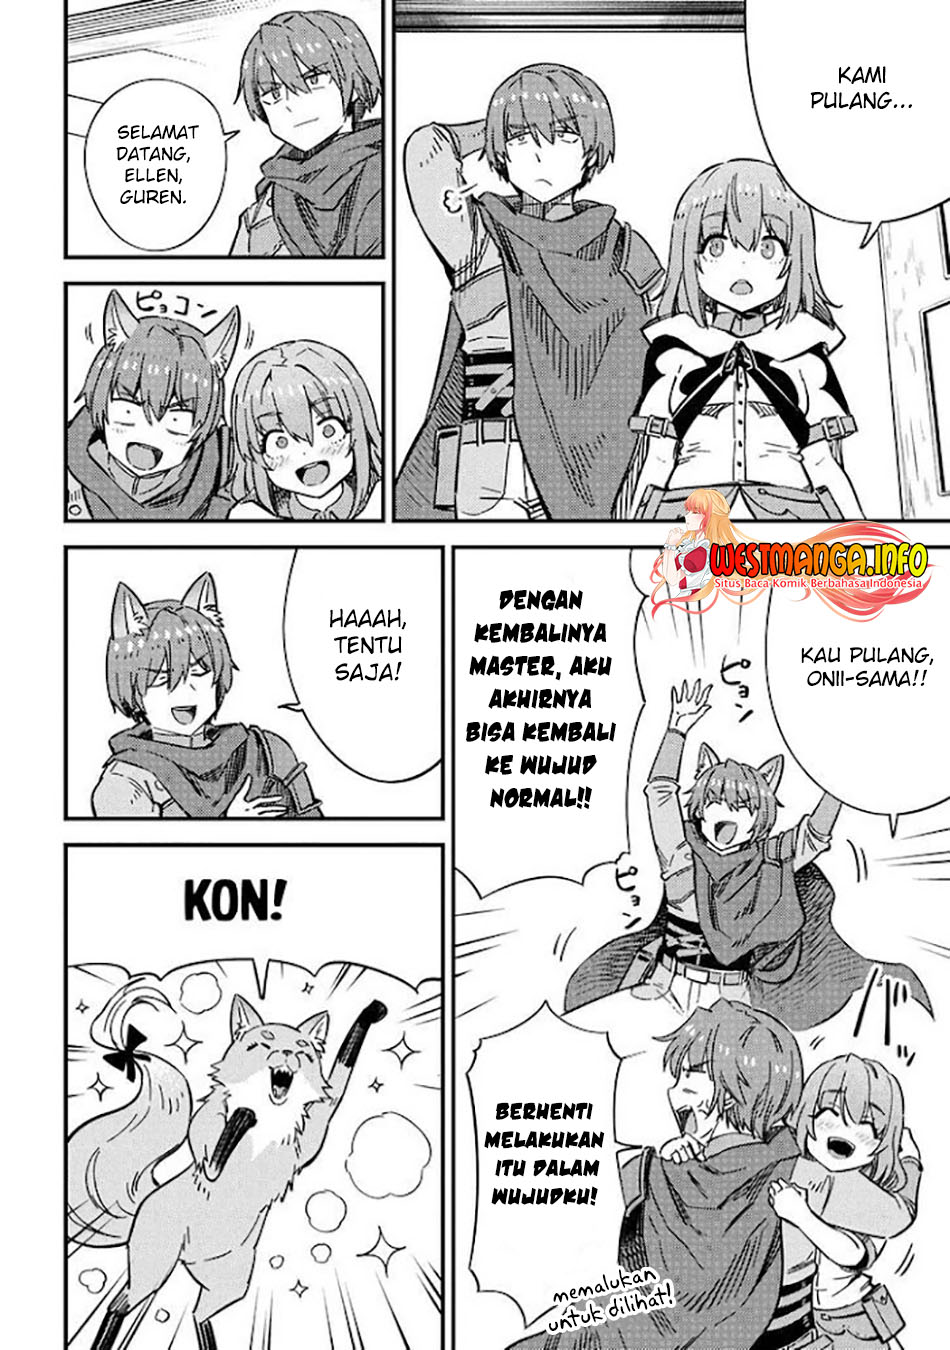 KAMI
PULANG...
SELAMAT
DATANG,
ELLEN,
GUREN.
ピョコン
WESTMANGA.INFO
Situs Baca Komik Berbahasa Indonesia
KAU PULANG,
ONII-SAMA!!
ピョン
ピョン
DENGAN
KEMBALINYA
MASTER, AKU
AKHIRNYA
BISA KEMBALI
KE WUJUD
NORMAL!!
HAAAH,
TENTU
SAJA!
KON!
BERHENTI
MELAKUKAN
ITU DALAM
WUJUDKU!
memalukan
untuk dilihat!